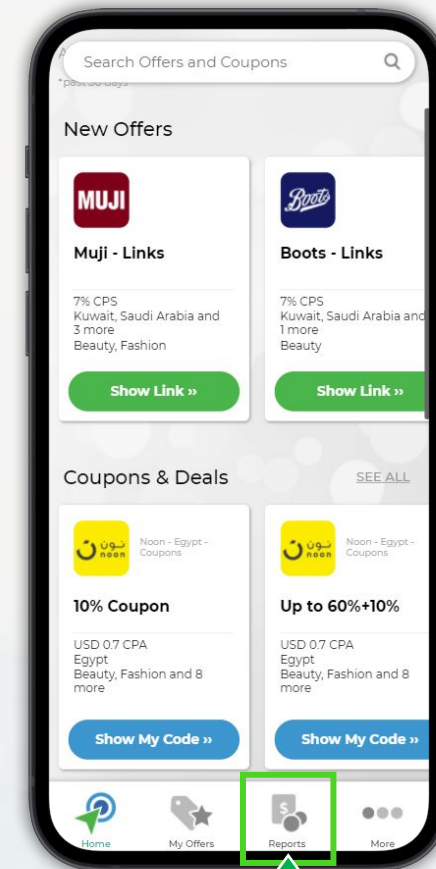 Search Offers and Coupons
*past 30 days
New Offers
MUJI
Boots
Muji - Links
Boots - Links
7% CPS
Kuwait, Saudi Arabia and
3 more
Beauty, Fashion
7% CPS
Kuwait, Saudi Arabia and
1 more
Beauty
Show Link »
Show Link »
Coupons & Deals
SEE ALL
نون
noon
Noon - Egypt -
Coupons
نون
noon
Noon - Egypt -
Coupons
10% Coupon
Up to 60%+10%
USD 0.7 CPA
Egypt
Beauty, Fashion and 8
more
USD 0.7 CPA
Egypt
Beauty, Fashion and 8
more
Show My Code »
Show My Code »
$
Home
My Offers
Reports
More